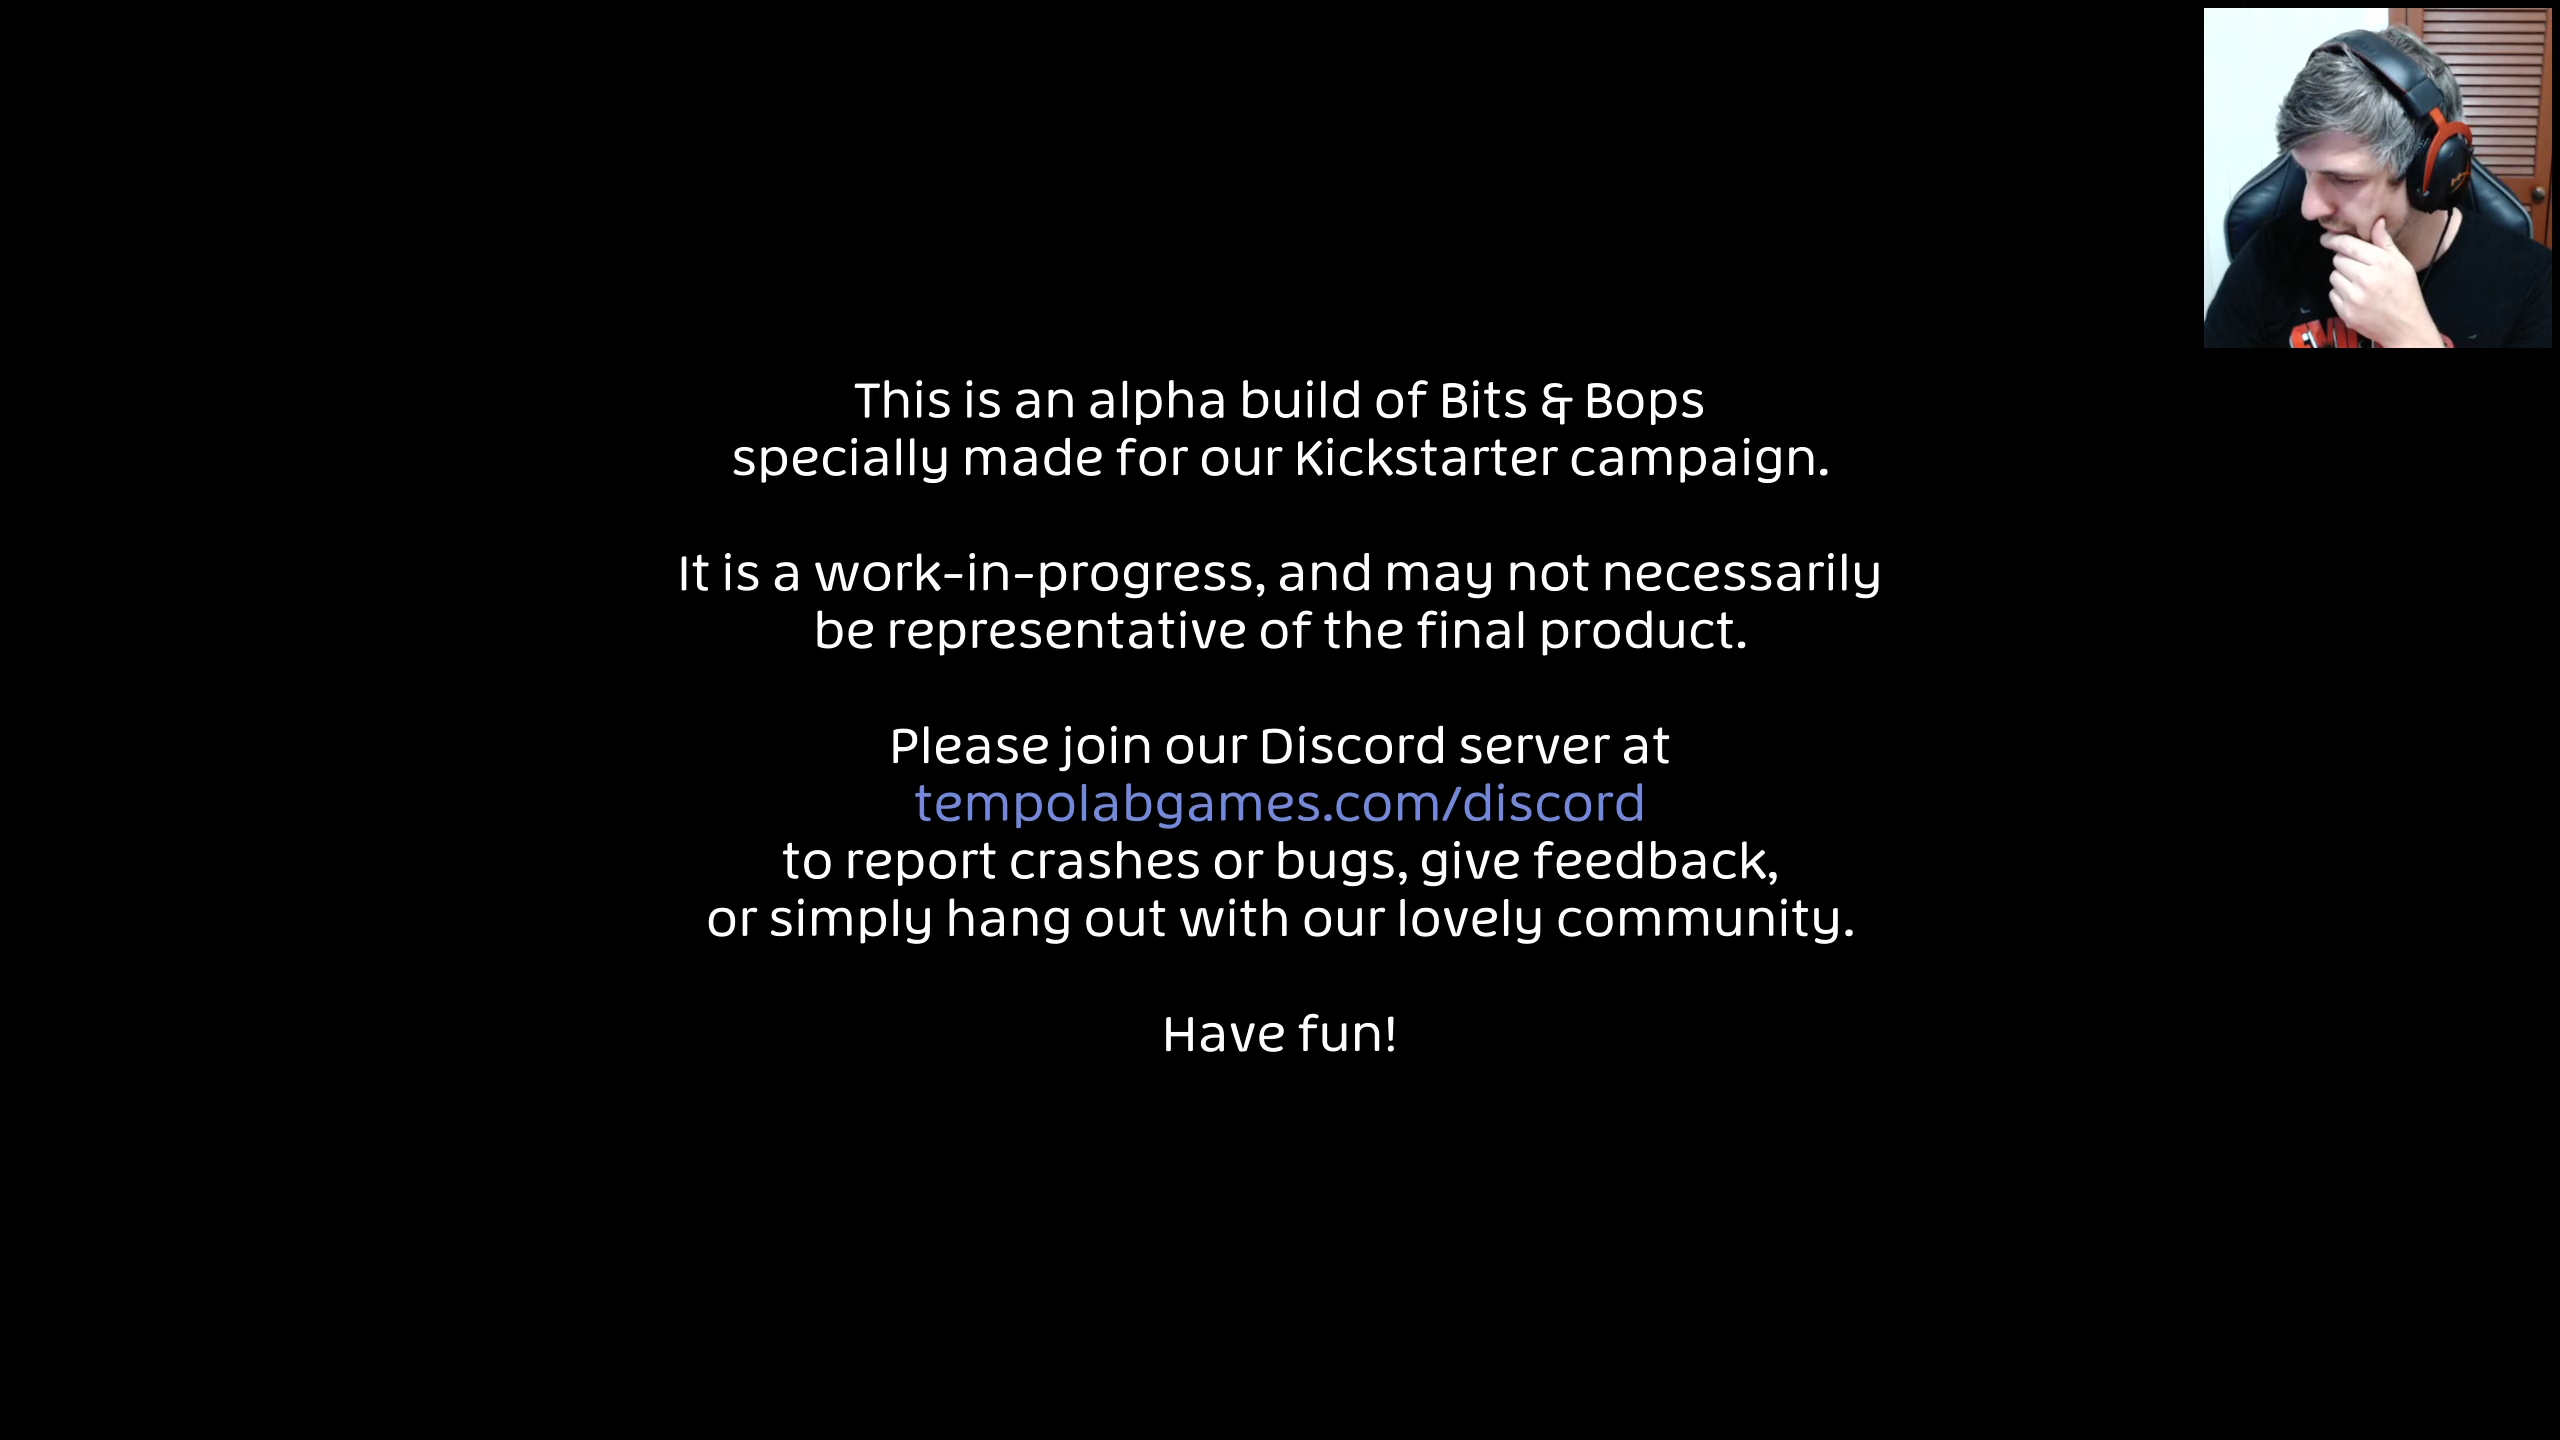 This is an alpha build of Bits & Bops
specially made for our Kickstarter campaign.
It is a work-in-progress, and may not necessarily
be representative of the final product.
Please join our Discord server at
tempolabgames.com/discord
to report crashes or bugs, give feedback,
or simply hang out with our lovely community.
Have fun!